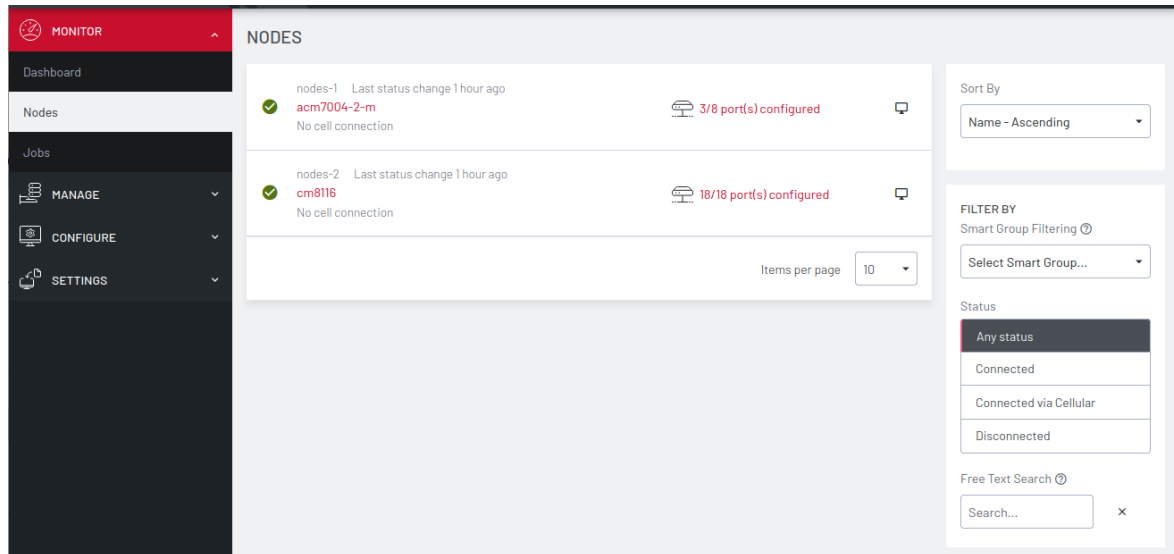 MONITOR
Dashboard
Nodes
Jobs
MANAGE
CONFIGURE
SETTINGS
NODES
nodes-1 Last status change 1 hour ago
acm7004-2-m
No cell connection
3/8 port(s) configured
nodes-2 Last status change 1 hour ago
cm8116
No cell connection
18/18 port(s) configured
Items per page 10
Sort By
Name - Ascending
FILTER BY
Smart Group Filtering
Select Smart Group...
Status
Any status
Connected
Connected via Cellular
Disconnected
Free Text Search
Search...